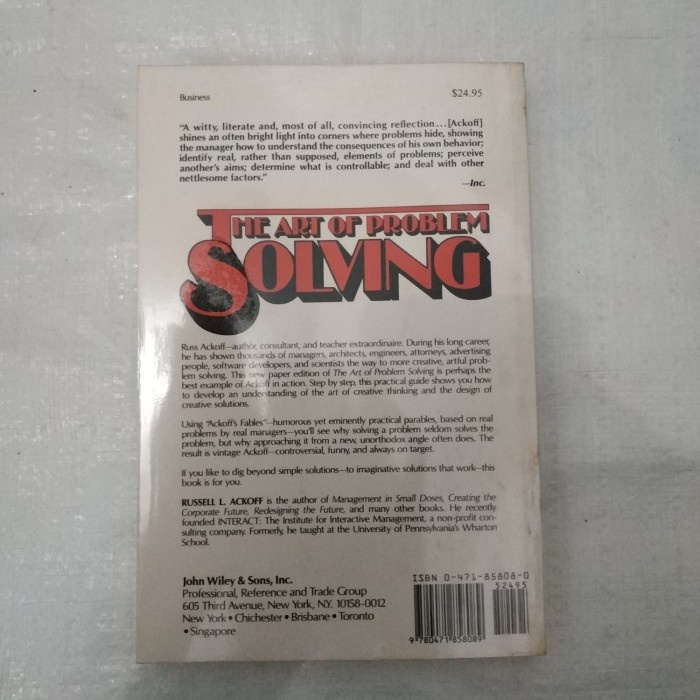 Business
$24.95
"A witty, literate and, most of all, convincing reflection...[Ackoff]
shines an often bright light into corners where problems hide, showing
the manager how to understand the consequences of his own behavior;
identify real, rather than supposed, elements of problems; perceive
another's aims; determine what is controllable; and deal with other
nettlesome factors."
—Inc.
THE ART OF PROBLEM
SOLVING
Russ Ackoff—author, consultant, and teacher extraordinaire. During his long career,
he has shown thousands of managers, architects, engineers, attorneys, advertising
people, software developers, and scientists the way to more creative, artful prob-
lem solving. This new paper edition of The Art of Problem Solving is perhaps the
best example of Ackoff in action. Step by step, this practical guide shows you how
to develop an understanding of the art of creative thinking and the design of
creative solutions.
Using "Ackoff's Fables"—humorous yet eminently practical parables, based on real
problems by real managers—you'll see why solving a problem seldom solves the
problem, but why approaching it from a new, unorthodox angle often does. The
result is vintage Ackoff—controversial, funny, and always on target.
If you like to dig beyond simple solutions—to imaginative solutions that work—this
book is for you.
RUSSELL L. ACKOFF is the author of Management in Small Doses, Creating the
Corporate Future, Redesigning the Future, and many other books. He recently
founded INTERACT: The Institute for Interactive Management, a non-profit con-
sulting company. Formerly, he taught at the University of Pennsylvania's Wharton
School.
John Wiley & Sons, Inc.
Professional, Reference and Trade Group
605 Third Avenue, New York, NY. 10158-0012
New York • Chichester • Brisbane • Toronto
• Singapore
ISBN 0-471-85808-0
52495
9 780471 858089